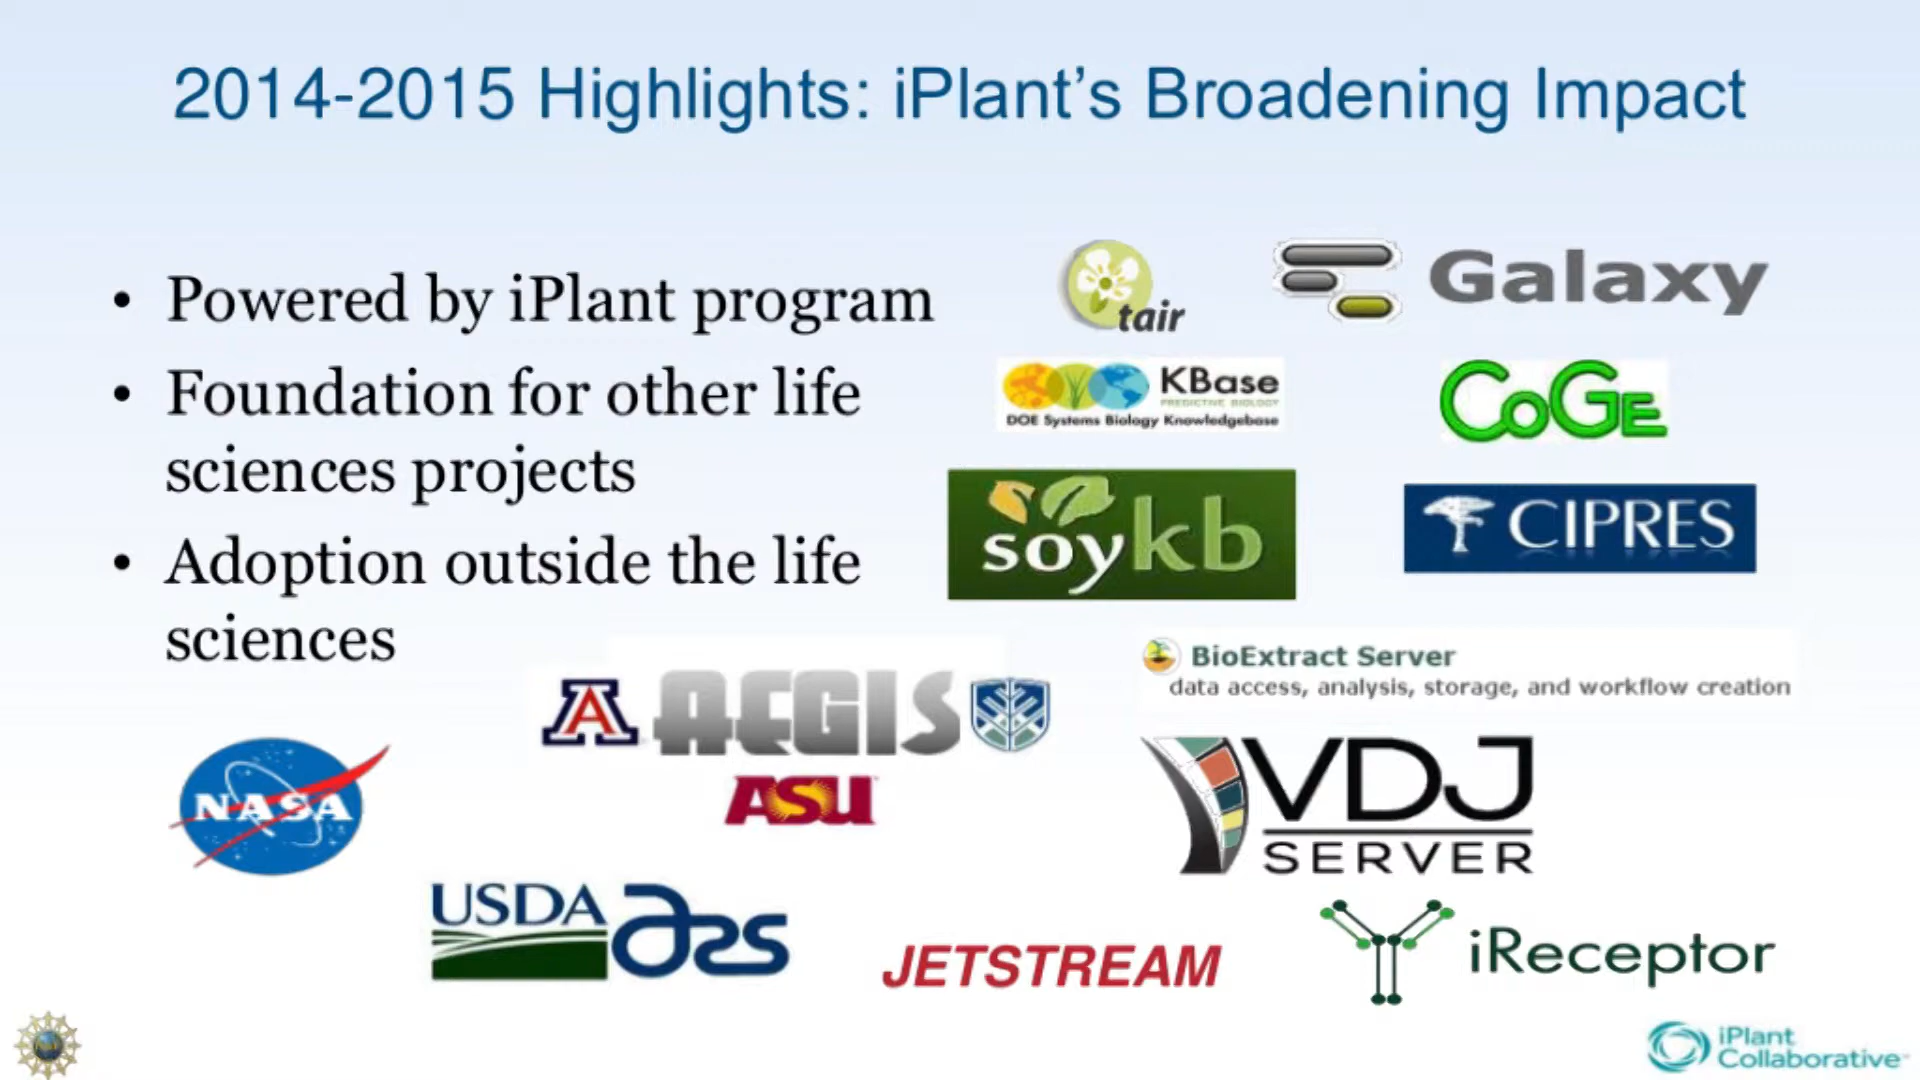 2014-2015 Highlights: iPlant’s Broadening Impact
• Powered by iPlant program
• Foundation for other life
sciences projects
• Adoption outside the life
sciences
tair
Galaxy
KBase
PREDICTIVE BIOLOGY
DOE Systems Biology Knowledgebase
CoGe
soykb
CIPRES
BioExtract Server
data access, analysis, storage, and workflow creation
A AEGIS
ASU
NASA
VDJ
SERVER
USDA ars
JETSTREAM
iReceptor
iPlant
Collaborative